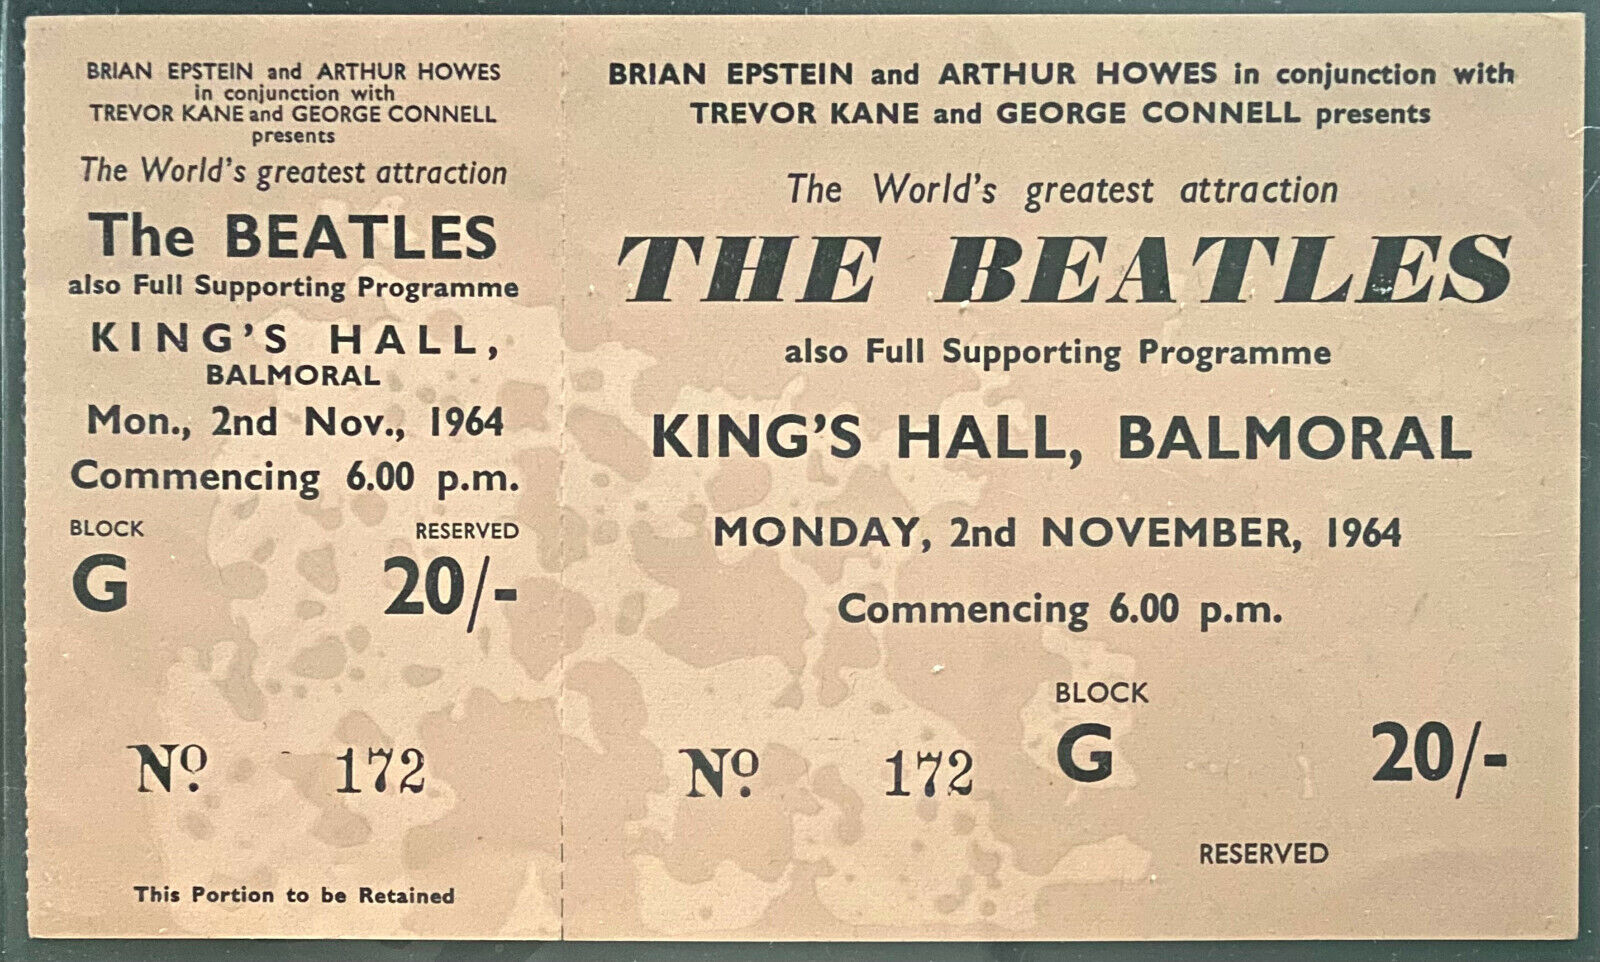 BRIAN EPSTEIN and ARTHUR HOWES
in conjunction with
TREVOR KANE and GEORGE CONNELL
presents
The World's greatest attraction
The BEATLES
also Full Supporting Programme
KING'S HALL,
BALMORAL
Mon., 2nd Nov., 1964
Commencing 6.00 p.m.
BLOCK RESERVED
G 20/-
No. 172
This Portion to be Retained
BRIAN EPSTEIN and ARTHUR HOWES in conjunction with
TREVOR KANE and GEORGE CONNELL presents
The World's greatest attraction
THE BEATLES
also Full Supporting Programme
KING'S HALL, BALMORAL
MONDAY, 2nd NOVEMBER, 1964
Commencing 6.00 p.m.
BLOCK
No. 172 G 20/-
RESERVED